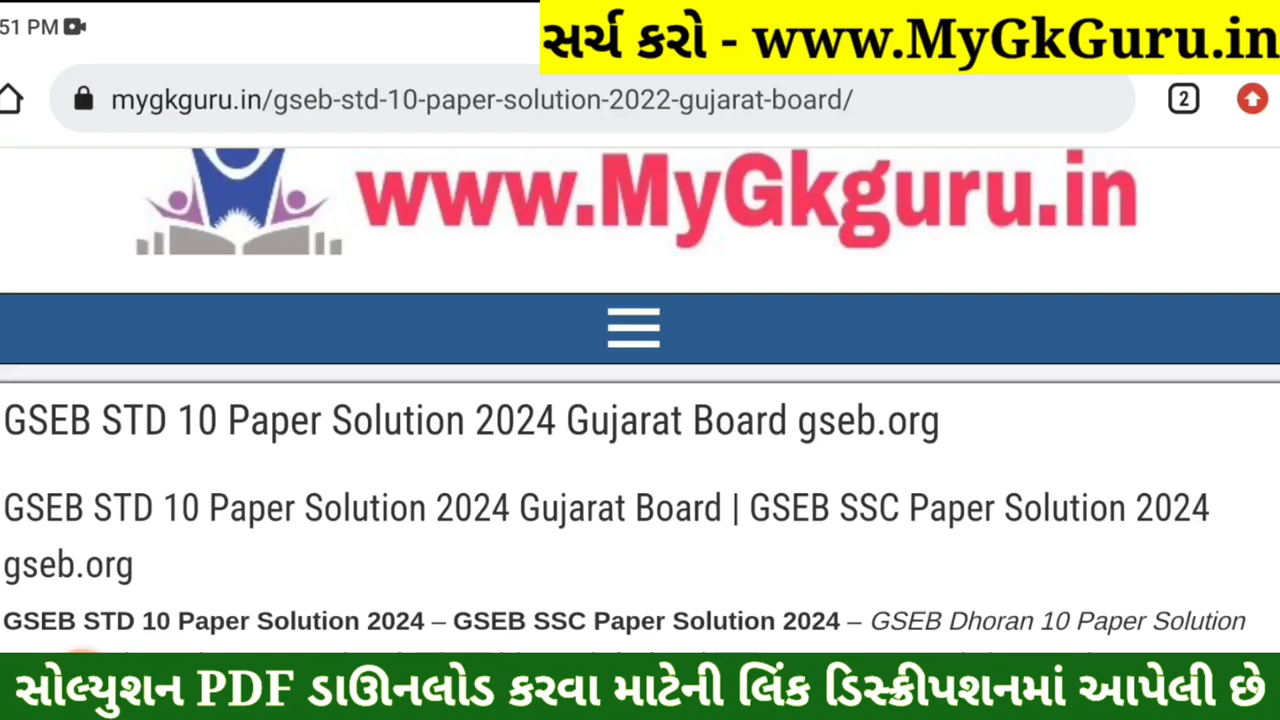 51 PM
સર્ચ કરો - www.MyGkGuru.in
mygkguru.in/gseb-std-10-paper-solution-2022-gujarat-board/
2
www.MyGkguru.in
GSEB STD 10 Paper Solution 2024 Gujarat Board gseb.org
GSEB STD 10 Paper Solution 2024 Gujarat Board | GSEB SSC Paper Solution 2024
gseb.org
GSEB STD 10 Paper Solution 2024 – GSEB SSC Paper Solution 2024 – GSEB Dhoran 10 Paper Solution
સોલ્યુશન PDF ડાઊનલોડ કરવા માટેની લિંક ડિસ્ક્રીપશનમાં આપેલી છે